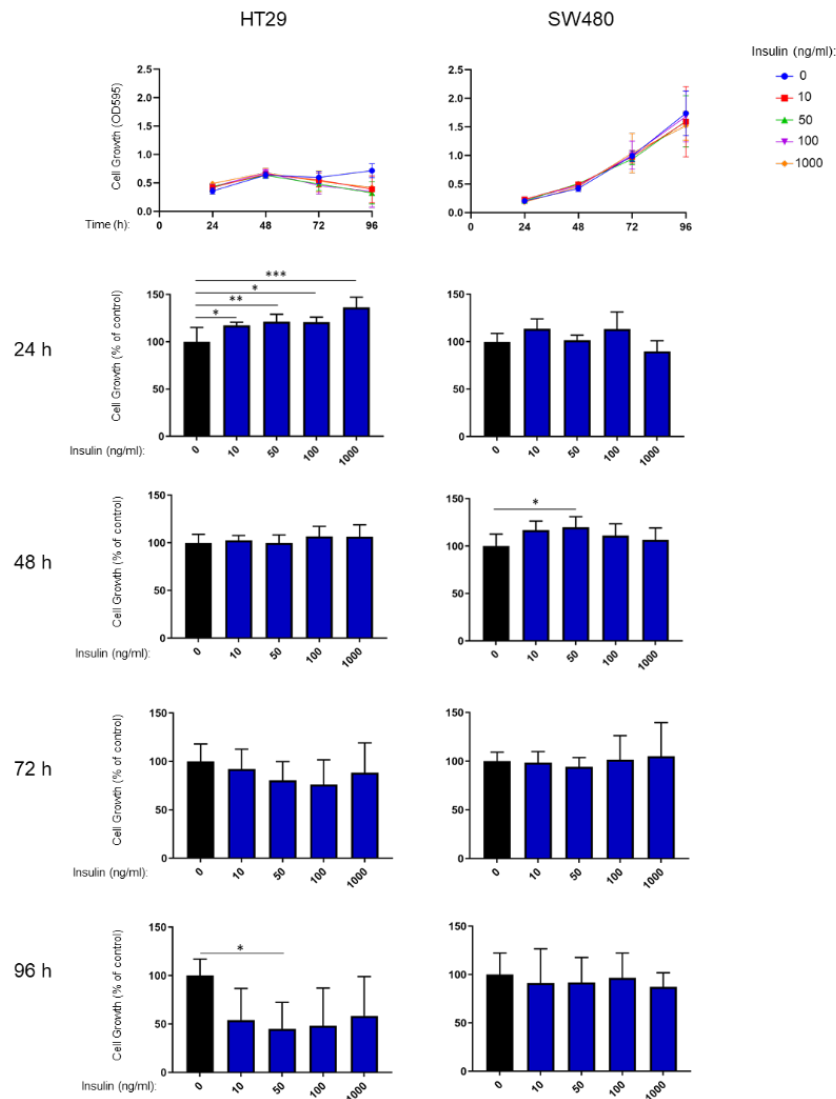 HT29
SW480
Insulin (ng/ml):
0
10
50
100
1000
Cell Growth (OD595)
2.5
2.0
1.5
1.0
0.5
0.0
Time (h):
0 24 48 72 96
2.5
2.0
1.5
1.0
0.5
0.0
0 24 48 72 96
24 h
Cell Growth (% of control)
150
100
50
0
***
*
**
*
Insulin (ng/ml):
0 10 50 100 1000
150
100
50
0
0 10 50 100 1000
48 h
Cell Growth (% of control)
150
100
50
0
Insulin (ng/ml):
0 10 50 100 1000
150
100
50
0
*
0 10 50 100 1000
72 h
Cell Growth (% of control)
150
100
50
0
Insulin (ng/ml):
0 10 50 100 1000
150
100
50
0
0 10 50 100 1000
96 h
Cell Growth (% of control)
150
100
50
0
*
Insulin (ng/ml):
0 10 50 100 1000
150
100
50
0
0 10 50 100 1000